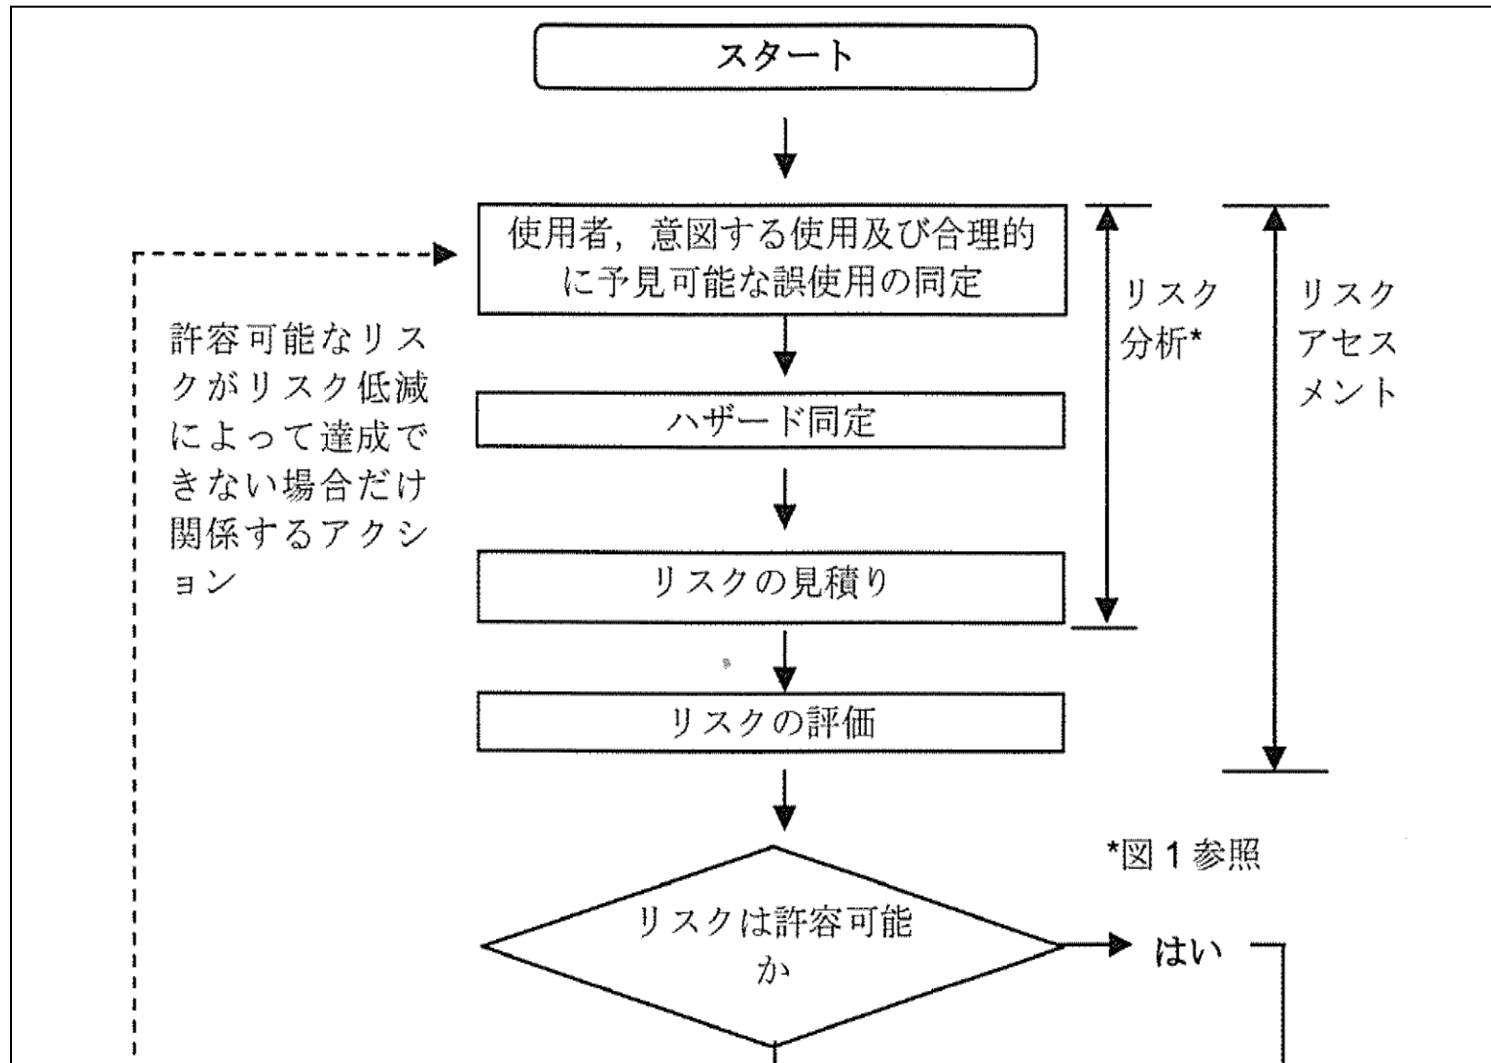 スタート
使用者，意図する使用及び合理的
に予見可能な誤使用の同定
リスク
分析*
リスク
アセス
メント
許容可能なリス
クがリスク低減
によって達成で
きない場合だけ
関係するアクシ
ョン
ハザード同定
リスクの見積り
リスクの評価
*図 1 参照
リスクは許容可能
か
はい